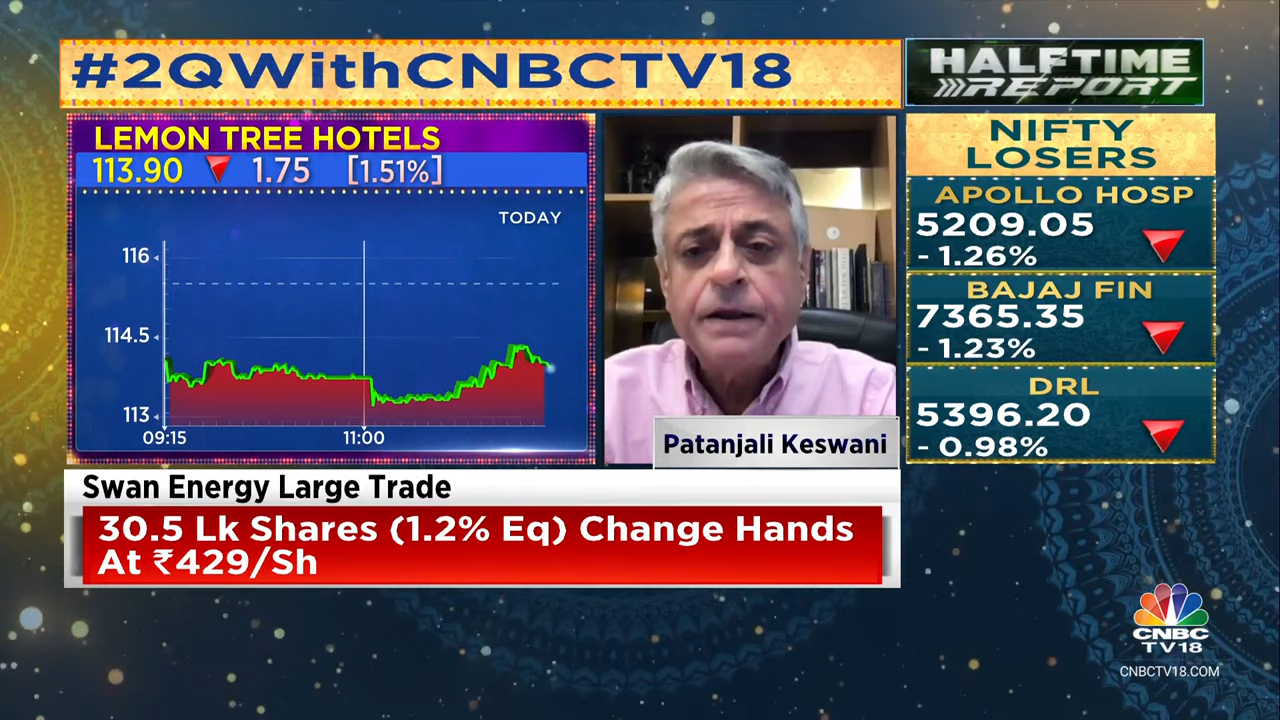 #2QWithCNBCTV18
HALFTIME
REPORT
LEMON TREE HOTELS
113.90 1.75 [1.51%]
TODAY
116
114.5
113
09:15 11:00
Patanjali Keswani
NIFTY
LOSERS
APOLLO HOSP
5209.05
- 1.26%
BAJAJ FIN
7365.35
- 1.23%
DRL
5396.20
- 0.98%
Swan Energy Large Trade
30.5 Lk Shares (1.2% Eq) Change Hands
At ₹429/Sh
CNBC
TV18
CNBCTV18.COM